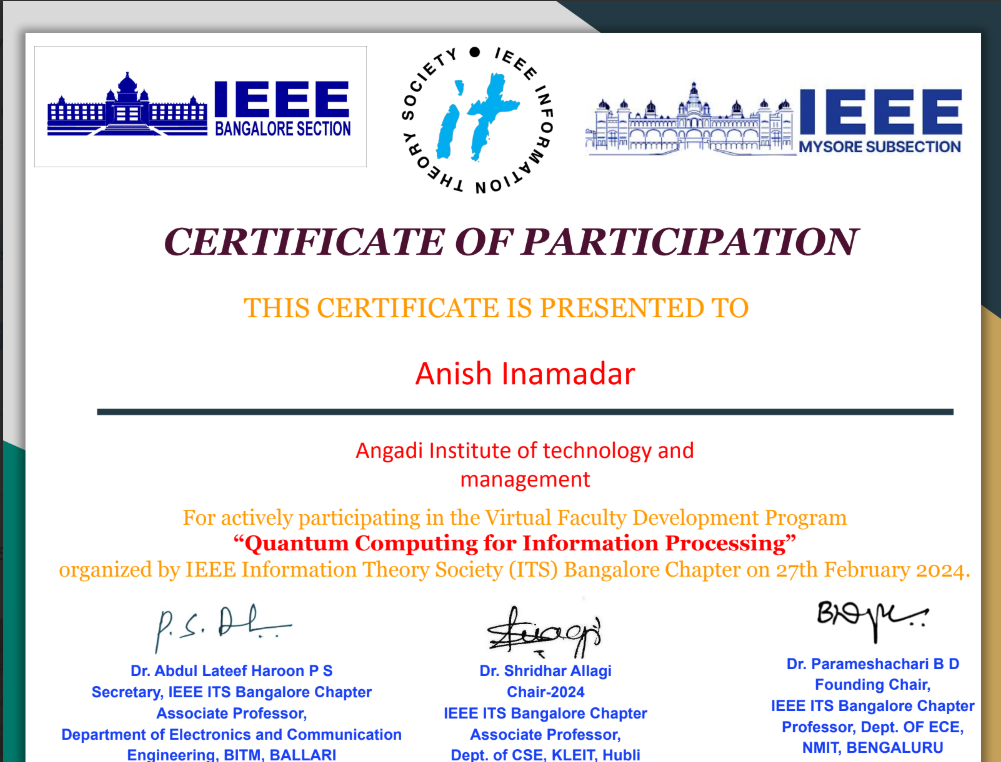 IEEE
BANGALORE SECTION
IEEE INFORMATION THEORY SOCIETY
it
IEEE
MYSORE SUBSECTION
CERTIFICATE OF PARTICIPATION
THIS CERTIFICATE IS PRESENTED TO
Anish Inamadar
Angadi Institute of technology and
management
For actively participating in the Virtual Faculty Development Program
“Quantum Computing for Information Processing”
organized by IEEE Information Theory Society (ITS) Bangalore Chapter on 27th February 2024.
P.S.
Dr. Abdul Lateef Haroon P S
Secretary, IEEE ITS Bangalore Chapter
Associate Professor,
Department of Electronics and Communication
Engineering, BITM, BALLARI
Dr. Shridhar Allagi
Chair-2024
IEEE ITS Bangalore Chapter
Associate Professor,
Dept. of CSE, KLEIT, Hubli
Dr. Parameshachari B D
Founding Chair,
IEEE ITS Bangalore Chapter
Professor, Dept. OF ECE,
NMIT, BENGALURU